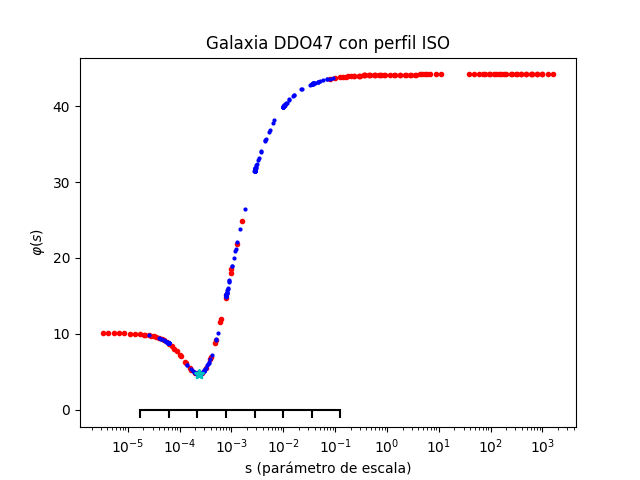 Galaxia DDO47 con perfil ISO
φ(s)
40
30
20
10
0
10⁻⁵ 10⁻⁴ 10⁻³ 10⁻² 10⁻¹ 10⁰ 10¹ 10² 10³
s (parámetro de escala)